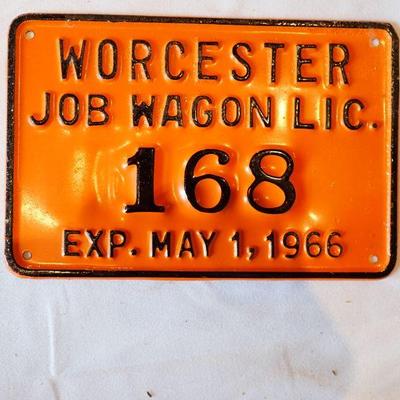 WORCESTER
JOB WAGON LIC.
168
EXP. MAY 1, 1966